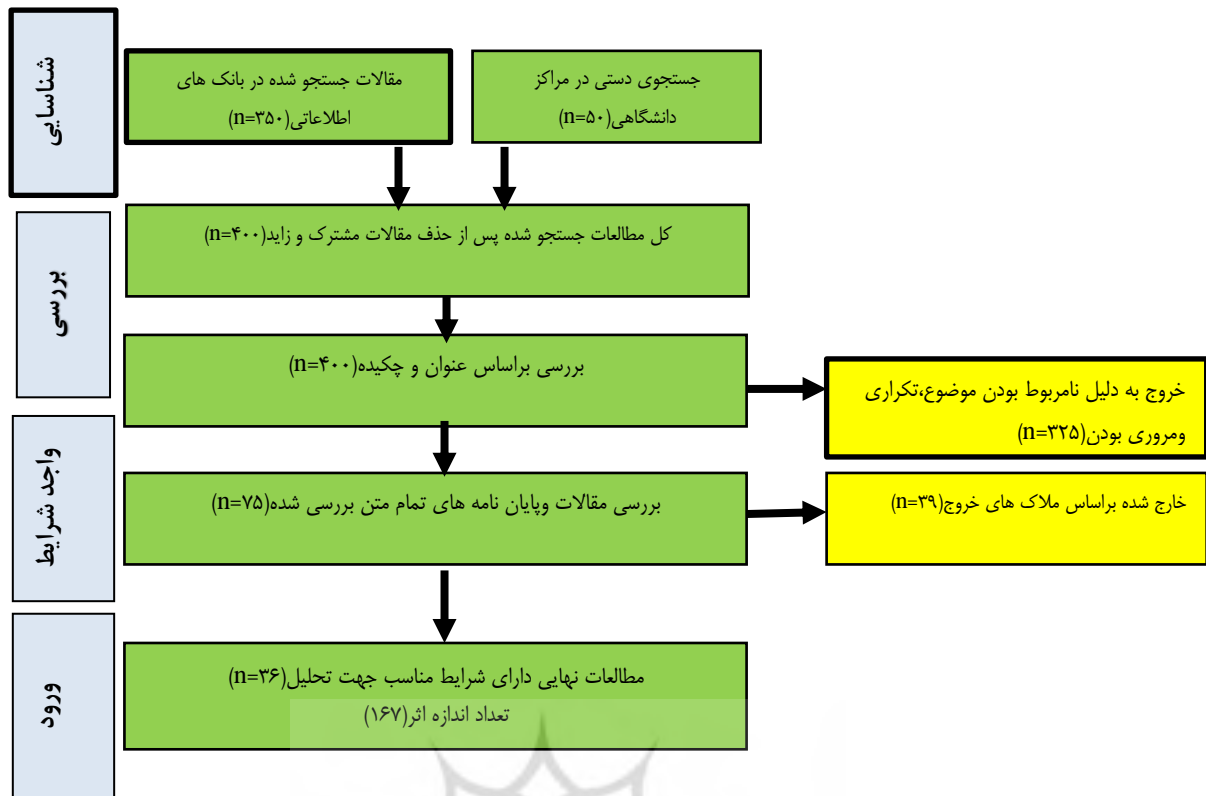 شناسایی
جستجوی دستی در مراکز
دانشگاهی(n=۵۰)
مقالات جستجو شده در بانک های
اطلاعاتی(n=۳۵۰)
بررسی
کل مطالعات جستجو شده پس از حذف مقالات مشترک و زاید(n=۴۰۰)
بررسی براساس عنوان و چکیده(n=۴۰۰)
خروج به دلیل نامربوط بودن موضوع،تکراری
ومروری بودن(n=۳۲۵)
واجد شرایط
بررسی مقالات وپایان نامه های تمام متن بررسی شده(n=۷۵)
خارج شده براساس ملاک های خروج(n=۳۹)
ورود
مطالعات نهایی دارای شرایط مناسب جهت تحلیل(n=۳۶)
تعداد اندازه اثر(۱۶۷)